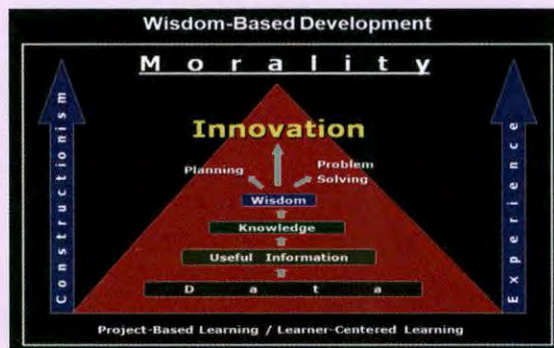 Wisdom-Based Development
Morality
Innovation
Planning
Problem
Solving
Wisdom
Knowledge
Useful Information
Data
Constructionism
Experience
Project-Based Learning / Learner-Centered Learning